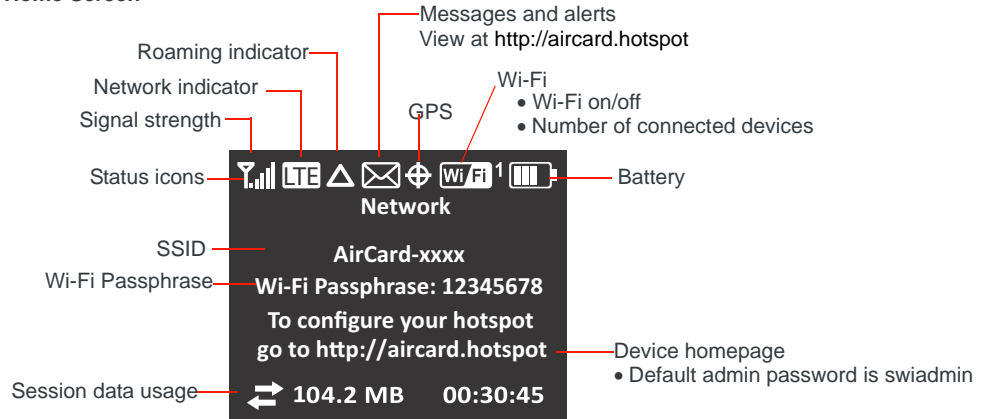 Messages and alerts
View at http://aircard.hotspot
Roaming indicator
Wi-Fi
Network indicator
• Wi-Fi on/off
GPS
• Number of connected devices
Signal strength
Status icons
LTE
Wi Fi 1
Battery
Network
SSID
AirCard-xxxx
Wi-Fi Passphrase
Wi-Fi Passphrase: 12345678
To configure your hotspot
go to http://aircard.hotspot
Device homepage
• Default admin password is swiadmin
Session data usage
104.2 MB 00:30:45